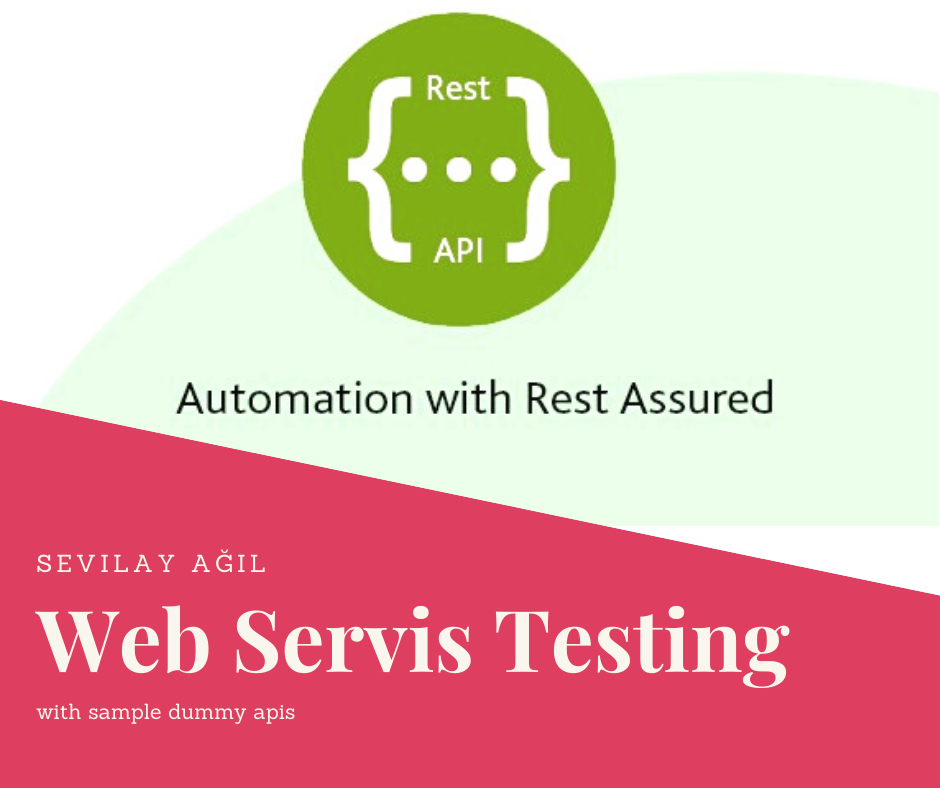 Rest
{•••}
API
Automation with Rest Assured
SEVILAY AĞIL
Web Servis Testing
with sample dummy apis